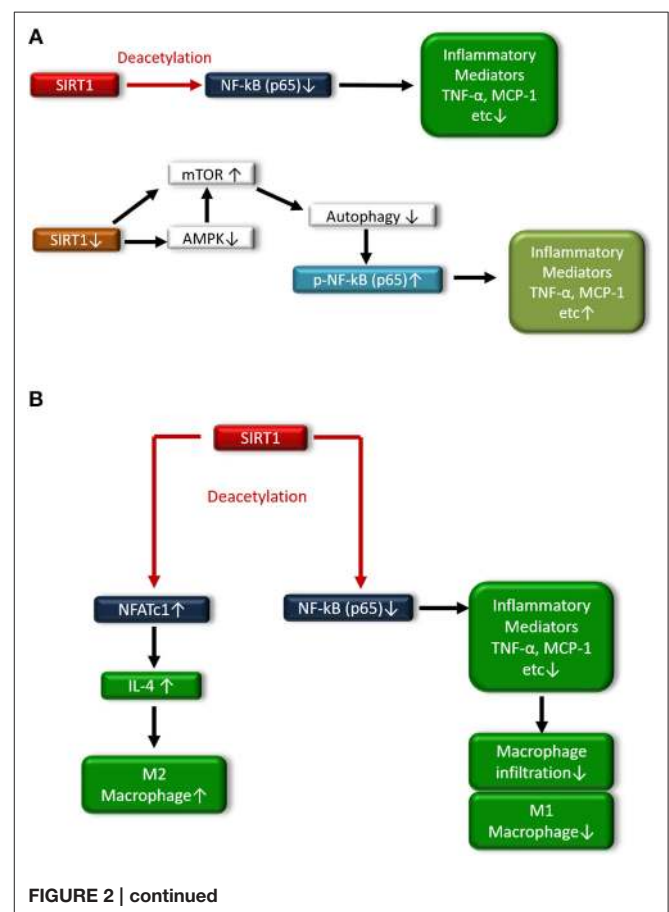 A
Deacetylation
SIRT1
NF-kB (p65)↓
Inflammatory
Mediators
TNF-α, MCP-1
etc↓
mTOR ↑
SIRT1↓
AMPK↓
Autophagy ↓
p-NF-kB (p65)↑
Inflammatory
Mediators
TNF-α, MCP-1
etc↑
B
SIRT1
Deacetylation
NFATc1↑
IL-4 ↑
M2
Macrophage↑
NF-kB (p65)↓
Inflammatory
Mediators
TNF-α, MCP-1
etc↓
Macrophage
infiltration↓
M1
Macrophage↓
FIGURE 2 | continued